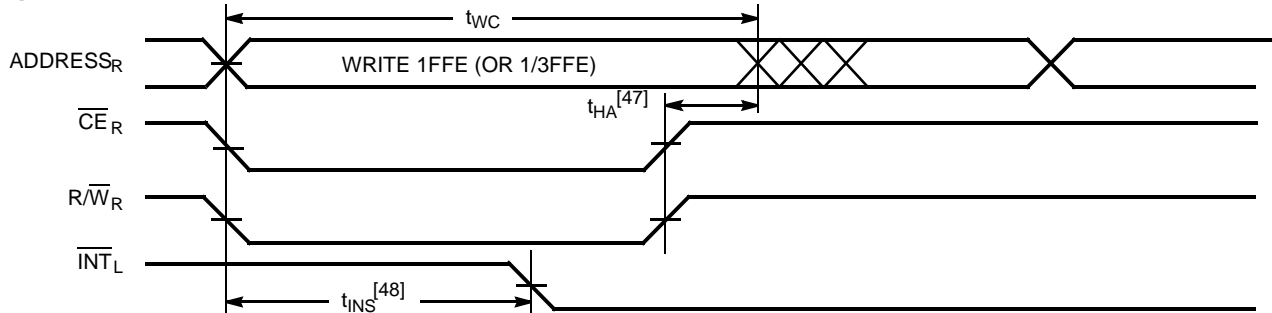 tWC
ADDRESSR
WRITE 1FFE (OR 1/3FFE)
tHA[47]
CER
R/WR
INTL
tINS[48]